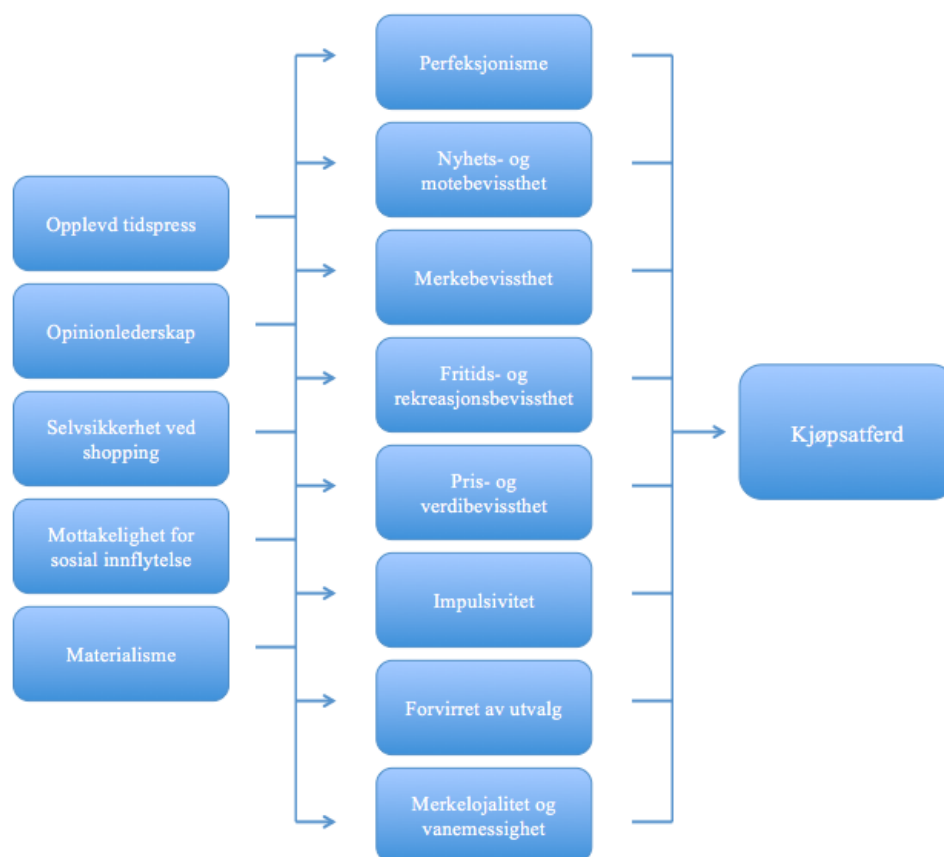 Opplevd tidspress
Opinionlederskap
Selvsikkerhet ved
shopping
Mottakelighet for
sosial innflytelse
Materialisme
Perfeksjonisme
Nyhets- og
motebevissthet
Merkebevissthet
Fritids- og
rekreasjonsbevissthet
Pris- og
verdibevissthet
Impulsivitet
Forvirret av utvalg
Merkelojalitet og
vanemessighet
Kjøpsatferd